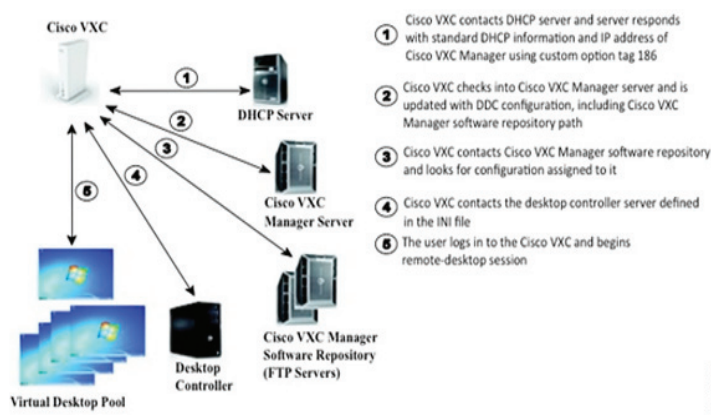 Cisco VXC
1
DHCP Server
2
3
Cisco VXC
Manager Server
4
5
Cisco VXC Manager
Software Repository
(FTP Servers)
Desktop
Controller
Virtual Desktop Pool
1 Cisco VXC contacts DHCP server and server responds
with standard DHCP information and IP address of
Cisco VXC Manager using custom option tag 186
2 Cisco VXC checks into Cisco VXC Manager server and is
updated with DDC configuration, including Cisco VXC
Manager software repository path
3 Cisco VXC contacts Cisco VXC Manager software repository
and looks for configuration assigned to it
4 Cisco VXC contacts the desktop controller server defined
in the INI file
5 The user logs in to the Cisco VXC and begins
remote-desktop session